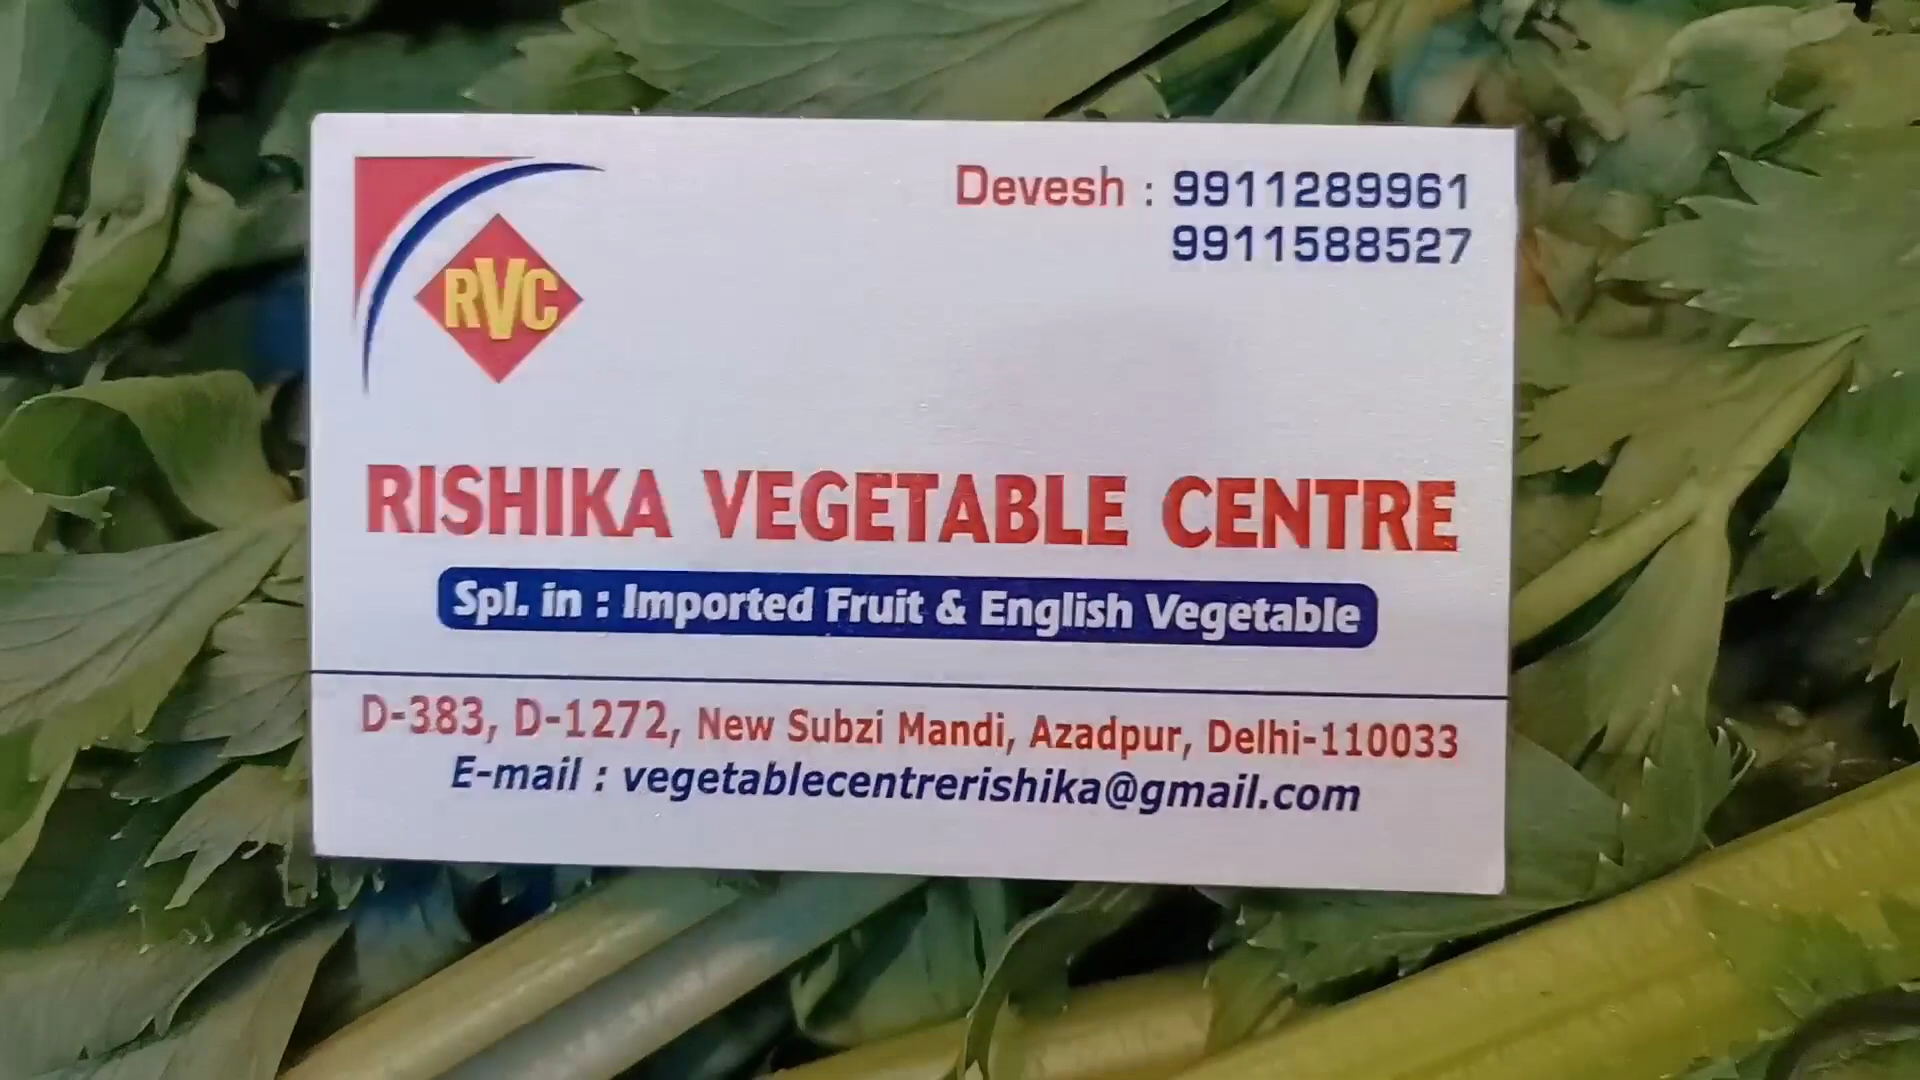 Devesh : 9911289961
9911588527
RVC
RISHIKA VEGETABLE CENTRE
Spl. in : Imported Fruit & English Vegetable
D-383, D-1272, New Subzi Mandi, Azadpur, Delhi-110033
E-mail : vegetablecentrerishika@gmail.com